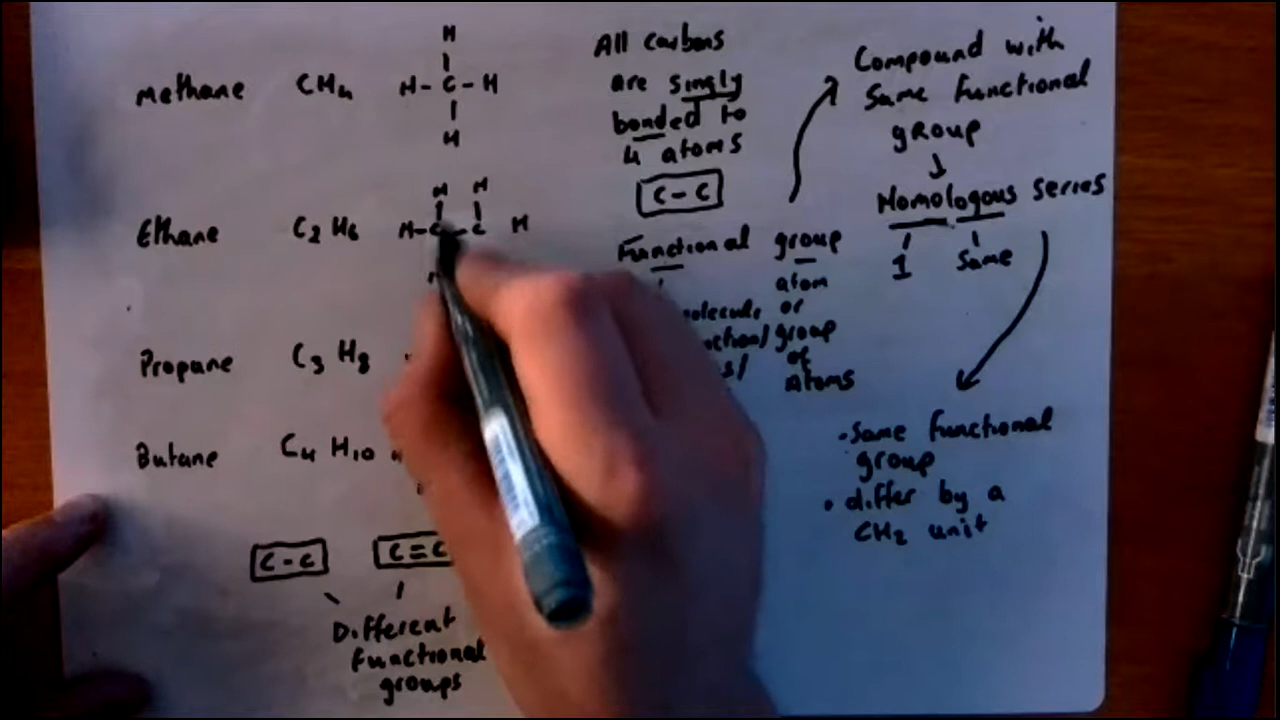 Methane CH4
H
H-C-H
H
Ethane C2H6
H H
H-C-C H
H
Propane C3H8
Butane C4H10
C-C C=C
Different
functional
groups
All carbons
are singly
bonded to
4 atoms
C-C
Functional group
atom
or
group
of
atoms
Compound with
Same functional
group
Homologous series
1 Same
• Same functional
group
• differ by a
CH2 unit